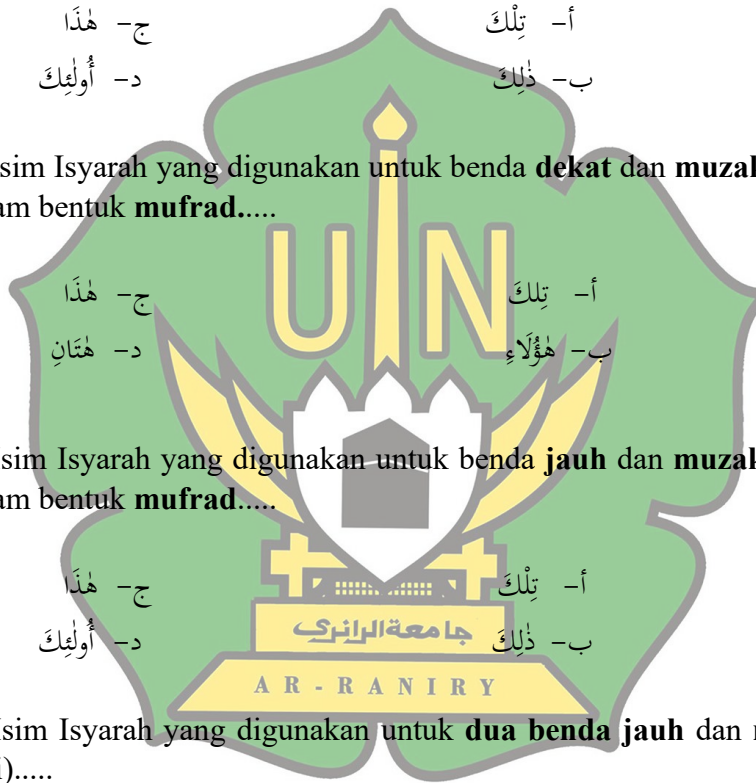 أ- تِلْكَ ج- هٰذَا
ب- ذٰلِكَ د- أُولٰئِكَ
sim Isyarah yang digunakan untuk benda dekat dan muzak
am bentuk mufrad.....
أ- تِلكَ ج- هٰذَا
ب- هٰؤُلَاءِ د- هٰتَانِ
UIN
sim Isyarah yang digunakan untuk benda jauh dan muzak
am bentuk mufrad.....
أ- تِلْكَ ج- هٰذَا
ب- ذٰلِكَ د- أُولٰئِكَ
جامعة الرانري
AR-RANIRY
Isim Isyarah yang digunakan untuk dua benda jauh dan
i).....